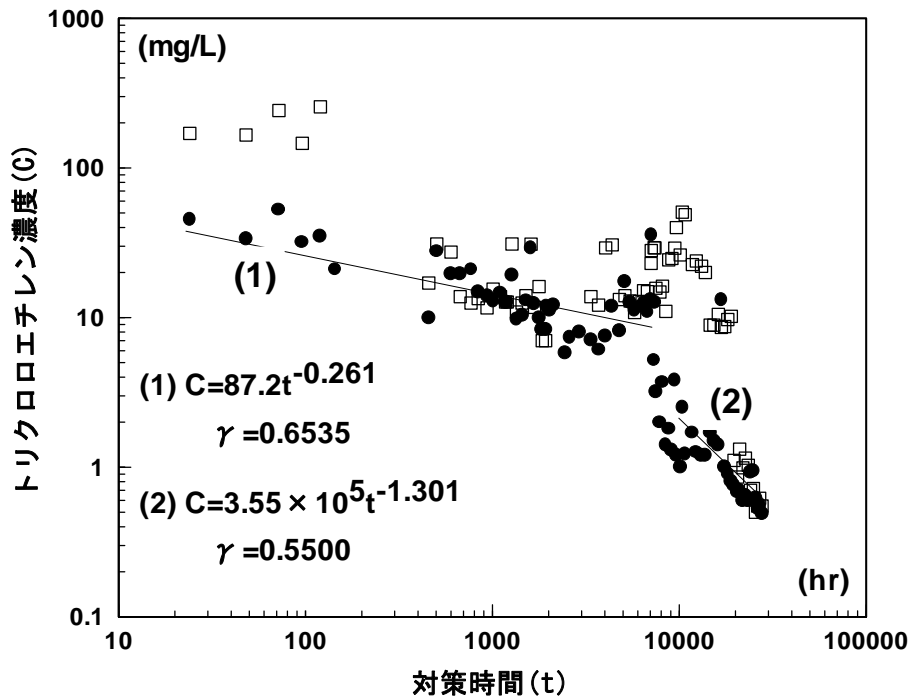 1000
(mg/L)
100
10
1
0.1
トリクロロエチレン濃度(C)
(1)
(2)
(1) C=87.2t^-0.261
γ=0.6535
(2) C=3.55×10^5t^-1.301
γ=0.5500
(hr)
10 100 1000 10000 100000
対策時間(t)